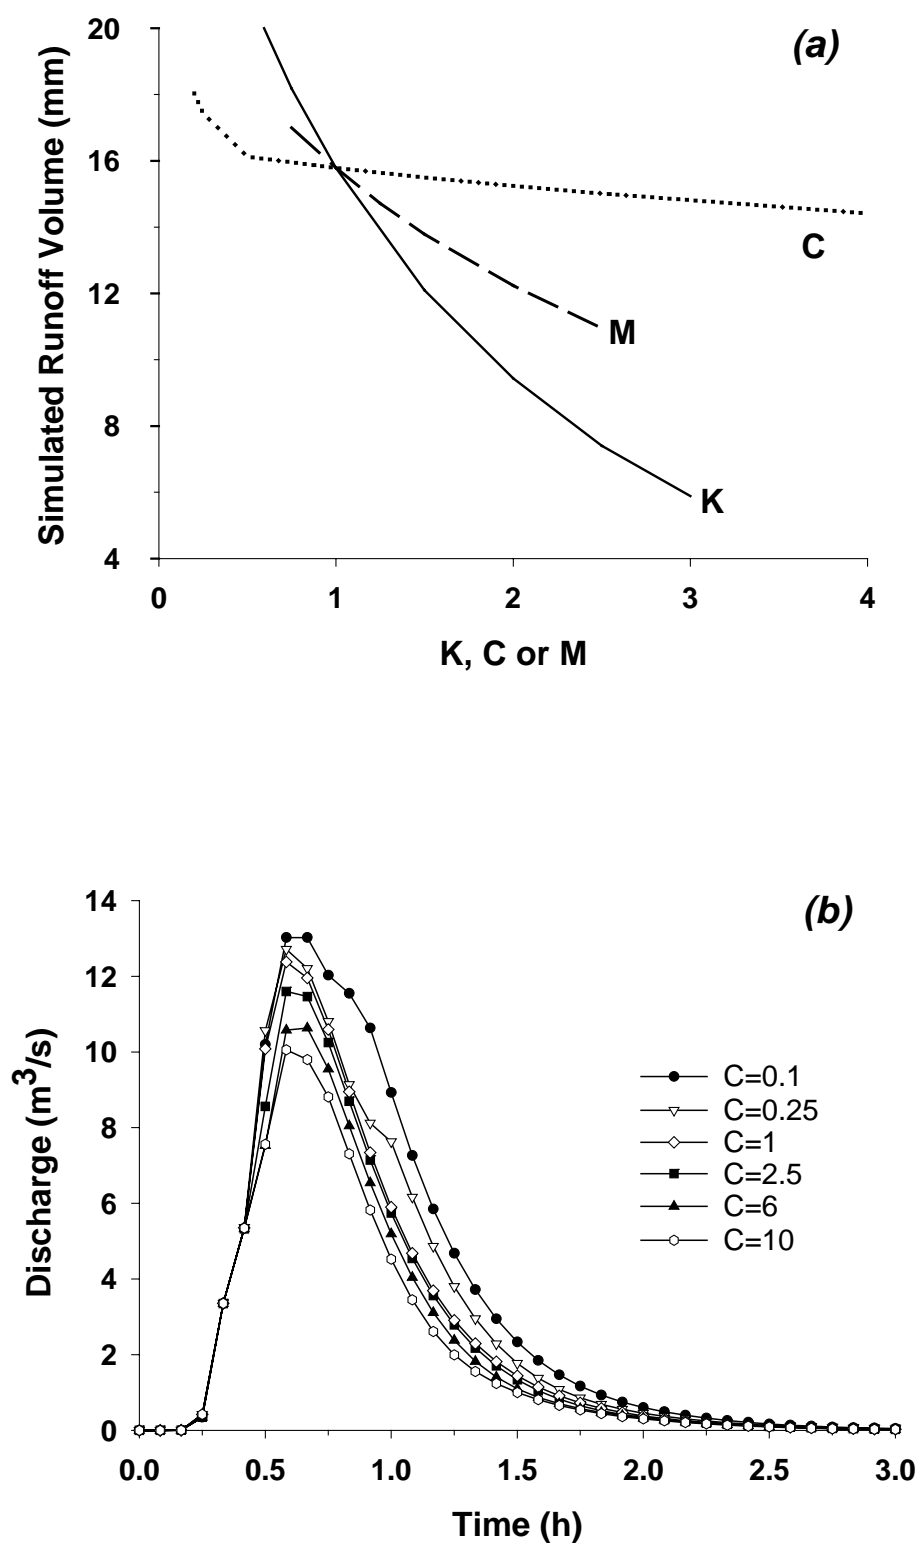 (a)
Simulated Runoff Volume (mm)
20
16
12
8
4
C
M
K
0 1 2 3 4
K, C or M
(b)
Discharge (m³/s)
14
12
10
8
6
4
2
0
C=0.1
C=0.25
C=1
C=2.5
C=6
C=10
0.0 0.5 1.0 1.5 2.0 2.5 3.0
Time (h)